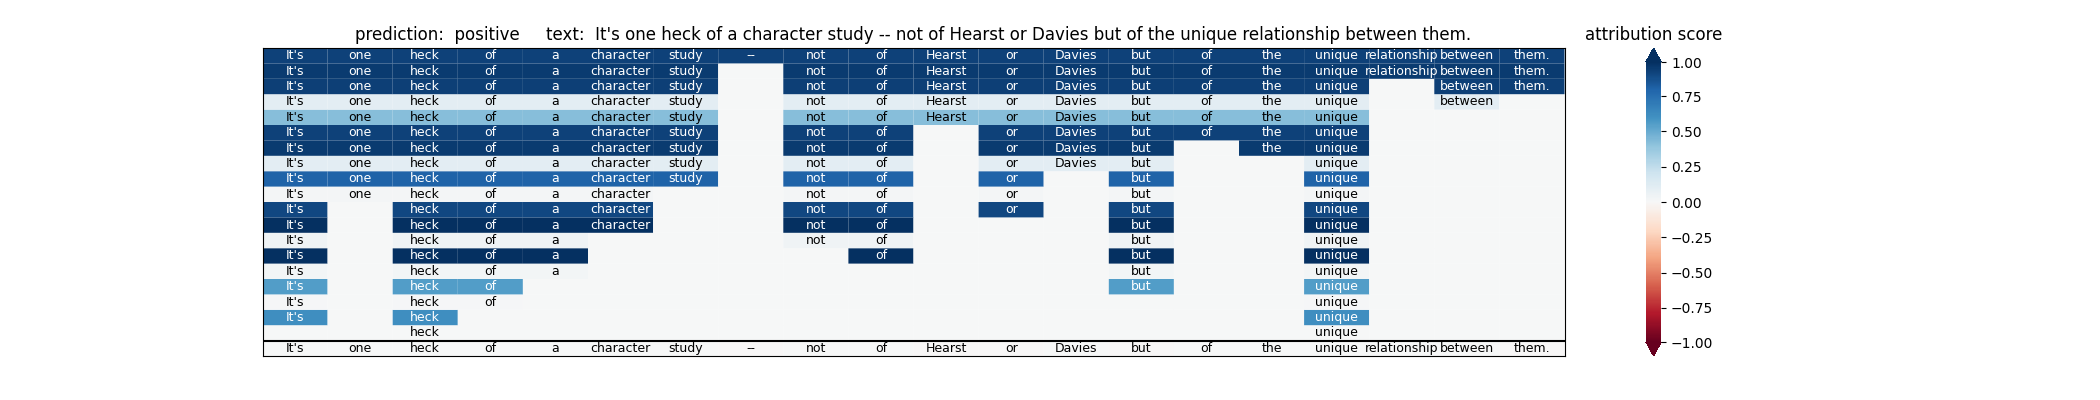 prediction: positive text: It's one heck of a character study -- not of Hearst or Davies but of the unique relationship between them. attribution score
It's one heck of a character study -- not of Hearst or Davies but of the unique relationship between them. 1.00
It's one heck of a character study not of Hearst or Davies but of the unique relationship between them.
It's one heck of a character study not of Hearst or Davies but of the unique between them.
It's one heck of a character study not of Hearst or Davies but of the unique between 0.75
It's one heck of a character study not of Hearst or Davies but of the unique
It's one heck of a character study not of or Davies but of the unique 0.50
It's one heck of a character study not of or Davies but the unique
It's one heck of a character study not of or Davies but unique 0.25
It's one heck of a character study not of or but unique
It's one heck of a character not of or but unique 0.00
It's heck of a character not of or but unique
It's heck of a character not of but unique
It's heck of a not of but unique −0.25
It's heck of a of but unique
It's heck of a but unique −0.50
It's heck of but unique
It's heck of unique −0.75
It's heck unique
heck unique
It's one heck of a character study -- not of Hearst or Davies but of the unique relationship between them. −1.00